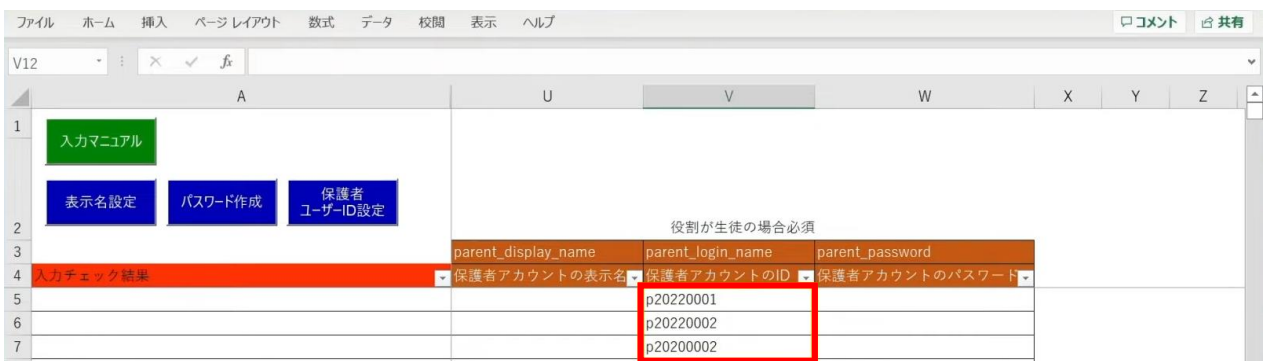 ファイル ホーム 挿入 ページ レイアウト 数式 データ 校閲 表示 ヘルプ コメント 共有
V12 fx
A U V W X Y Z
1
入力マニュアル
表示名設定 パスワード作成 保護者
ユーザーID設定
2 役割が生徒の場合必須
3 parent_display_name parent_login_name parent_password
4 入力チェック結果 保護者アカウントの表示名 保護者アカウントのID 保護者アカウントのパスワード
5 p20220001
6 p20220002
7 p20200002